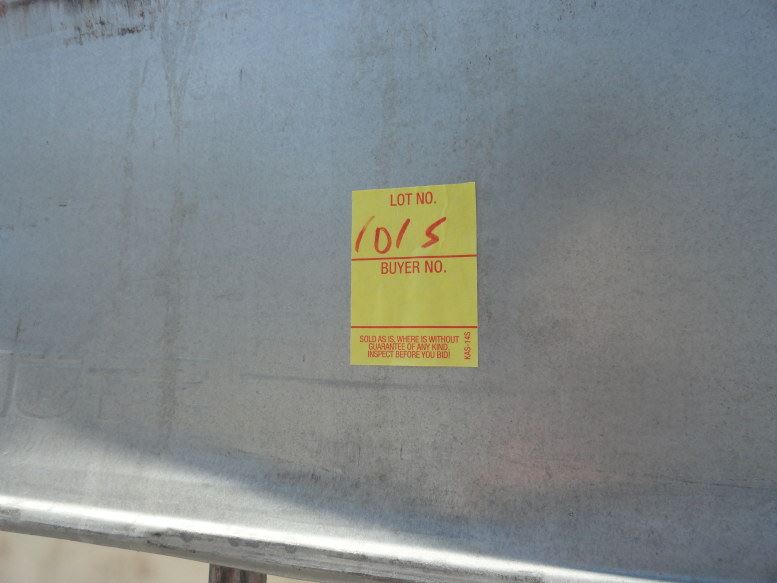 LOT NO.
1015
BUYER NO.
SOLD AS IS, WHERE IS WITHOUT
GUARANTEE OF ANY KIND.
INSPECT BEFORE YOU BID!
KAS-14S